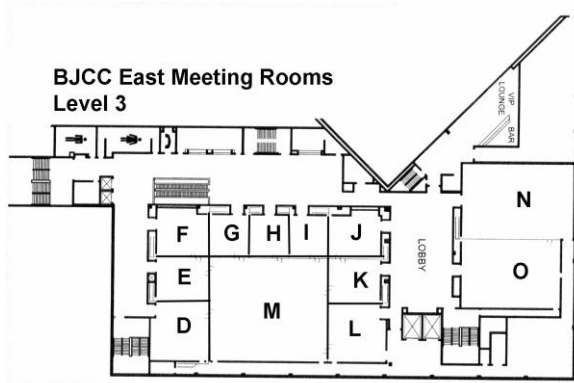 BJCC East Meeting Rooms
Level 3
VIP
LOUNGE
BAR
N
F
G
H
I
J
LOBBY
O
E
K
M
D
L